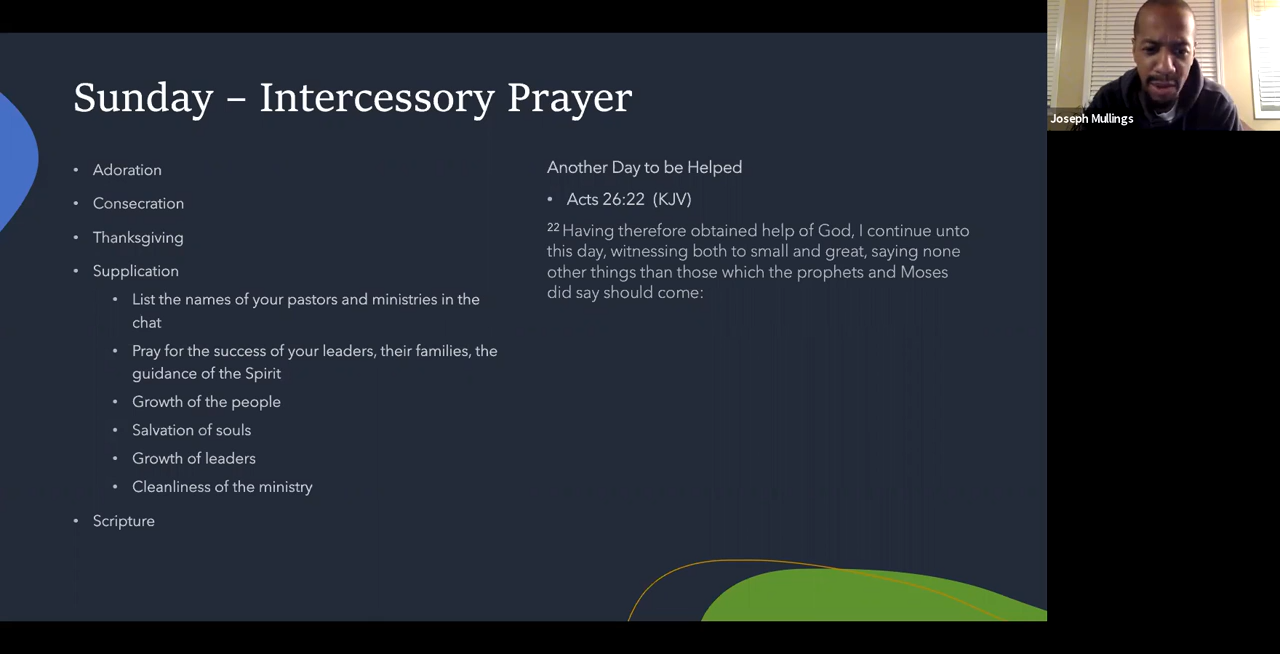 Sunday – Intercessory Prayer
• Adoration
• Consecration
• Thanksgiving
• Supplication
• List the names of your pastors and ministries in the
chat
• Pray for the success of your leaders, their families, the
guidance of the Spirit
• Growth of the people
• Salvation of souls
• Growth of leaders
• Cleanliness of the ministry
• Scripture
Another Day to be Helped
• Acts 26:22 (KJV)
22 Having therefore obtained help of God, I continue unto
this day, witnessing both to small and great, saying none
other things than those which the prophets and Moses
did say should come:
Joseph Mullings